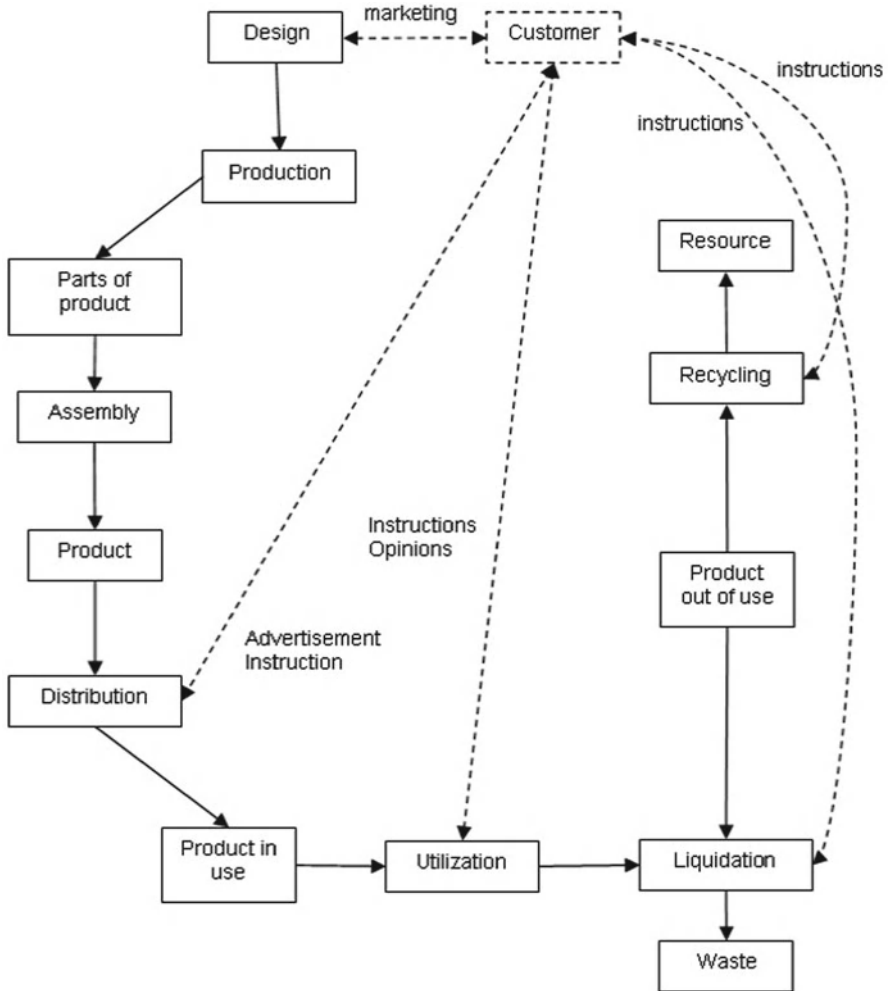 marketing
Design
Customer
instructions
instructions
Production
Resource
Parts of
product
Recycling
Assembly
Instructions
Opinions
Product
Product
out of use
Advertisement
Instruction
Distribution
Product in
use
Utilization
Liquidation
Waste